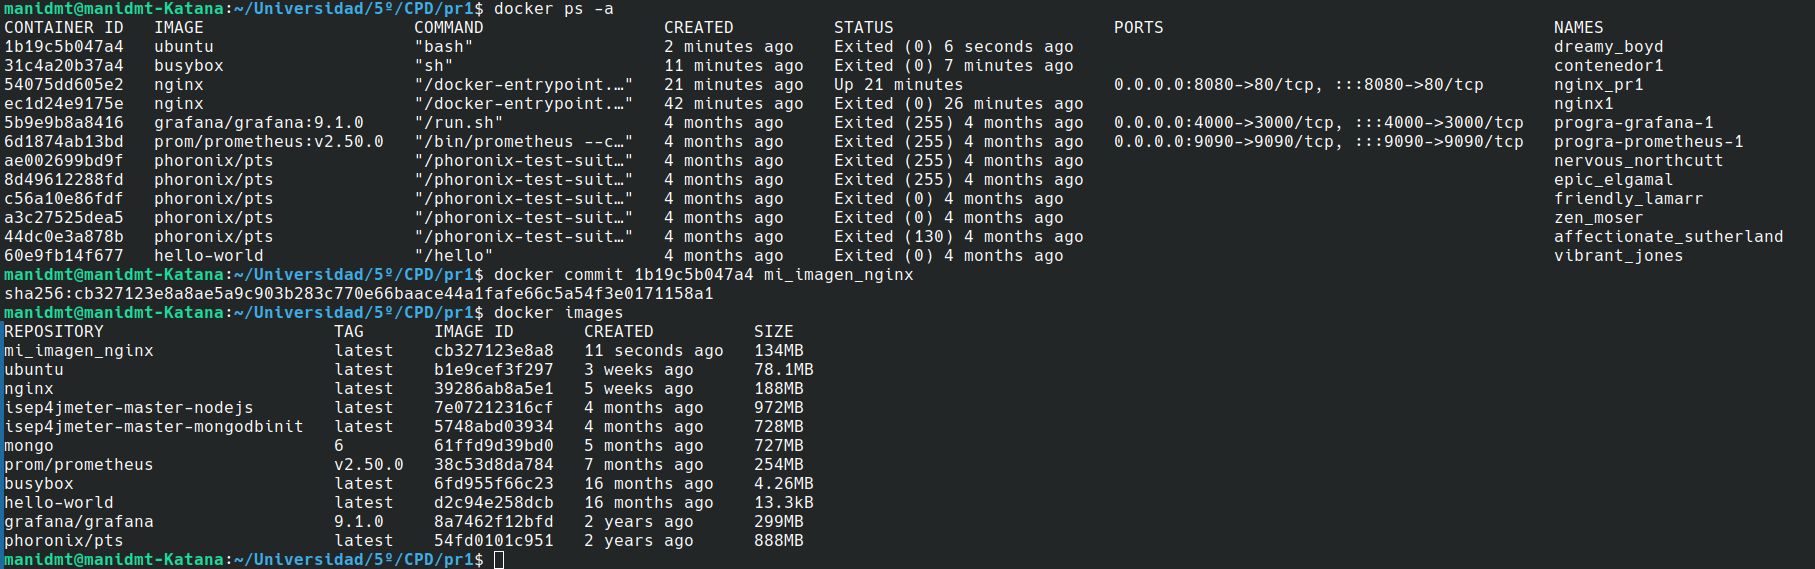 manidmt@manidmt-Katana:~/Universidad/5º/CPD/pr1$ docker ps -a
CONTAINER ID   IMAGE                     COMMAND                  CREATED          STATUS                      PORTS                                       NAMES
1b19c5b047a4   ubuntu                    "bash"                   2 minutes ago    Exited (0) 6 seconds ago                                                dreamy_boyd
31c4a20b37a4   busybox                   "sh"                     11 minutes ago   Exited (0) 7 minutes ago                                                contenedor1
54075dd605e2   nginx                     "/docker-entrypoint.…"   21 minutes ago   Up 21 minutes               0.0.0.0:8080->80/tcp, :::8080->80/tcp       nginx_pr1
ec1d24e9175e   nginx                     "/docker-entrypoint.…"   42 minutes ago   Exited (0) 26 minutes ago                                               nginx1
5b9e9b8a8416   grafana/grafana:9.1.0     "/run.sh"                4 months ago     Exited (255) 4 months ago   0.0.0.0:4000->3000/tcp, :::4000->3000/tcp   progra-grafana-1
6d1874ab13bd   prom/prometheus:v2.50.0   "/bin/prometheus --c…"   4 months ago     Exited (255) 4 months ago   0.0.0.0:9090->9090/tcp, :::9090->9090/tcp   progra-prometheus-1
ae002699bd9f   phoronix/pts              "/phoronix-test-suit…"   4 months ago     Exited (255) 4 months ago                                               nervous_northcutt
8d49612288fd   phoronix/pts              "/phoronix-test-suit…"   4 months ago     Exited (255) 4 months ago                                               epic_elgamal
c56a10e86fdf   phoronix/pts              "/phoronix-test-suit…"   4 months ago     Exited (0) 4 months ago                                                 friendly_lamarr
a3c27525dea5   phoronix/pts              "/phoronix-test-suit…"   4 months ago     Exited (0) 4 months ago                                                 zen_moser
44dc0e3a878b   phoronix/pts              "/phoronix-test-suit…"   4 months ago     Exited (130) 4 months ago                                               affectionate_sutherland
60e9fb14f677   hello-world               "/hello"                 4 months ago     Exited (0) 4 months ago                                                 vibrant_jones
manidmt@manidmt-Katana:~/Universidad/5º/CPD/pr1$ docker commit 1b19c5b047a4 mi_imagen_nginx
sha256:cb327123e8a8ae5a9c903b283c770e66baace44a1fafe66c5a54f3e0171158a1
manidmt@manidmt-Katana:~/Universidad/5º/CPD/pr1$ docker images
REPOSITORY                       TAG       IMAGE ID       CREATED          SIZE
mi_imagen_nginx                  latest    cb327123e8a8   11 seconds ago   134MB
ubuntu                           latest    b1e9cef3f297   3 weeks ago      78.1MB
nginx                            latest    39286ab8a5e1   5 weeks ago      188MB
isep4jmeter-master-nodejs        latest    7e07212316cf   4 months ago     972MB
isep4jmeter-master-mongodbinit   latest    5748abd03934   4 months ago     728MB
mongo                            6         61ffd9d39bd0   5 months ago     727MB
prom/prometheus                  v2.50.0   38c53d8da784   7 months ago     254MB
busybox                          latest    6fd955f66c23   16 months ago    4.26MB
hello-world                      latest    d2c94e258dcb   16 months ago    13.3kB
grafana/grafana                  9.1.0     8a7462f12bfd   2 years ago      299MB
phoronix/pts                     latest    54fd0101c951   2 years ago      888MB
manidmt@manidmt-Katana:~/Universidad/5º/CPD/pr1$